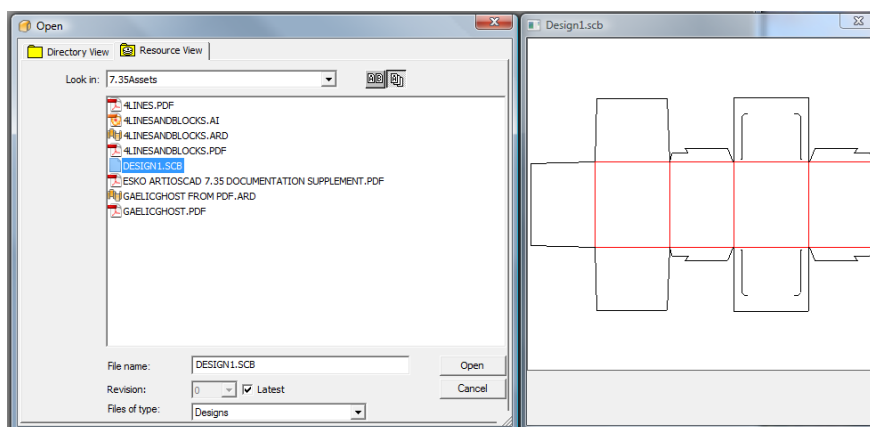 Open
Design1.scb
Directory View
Resource View
Look in: 7.35Assets
4LINES.PDF
4LINESANDBLOCKS.AI
4LINESANDBLOCKS.ARD
4LINESANDBLOCKS.PDF
DESIGN1.SCB
ESKO ARTIOSCAD 7.35 DOCUMENTATION SUPPLEMENT.PDF
GAELICGHOST FROM PDF.ARD
GAELICGHOST.PDF
File name: DESIGN1.SCB Open
Revision: 0 Latest Cancel
Files of type: Designs